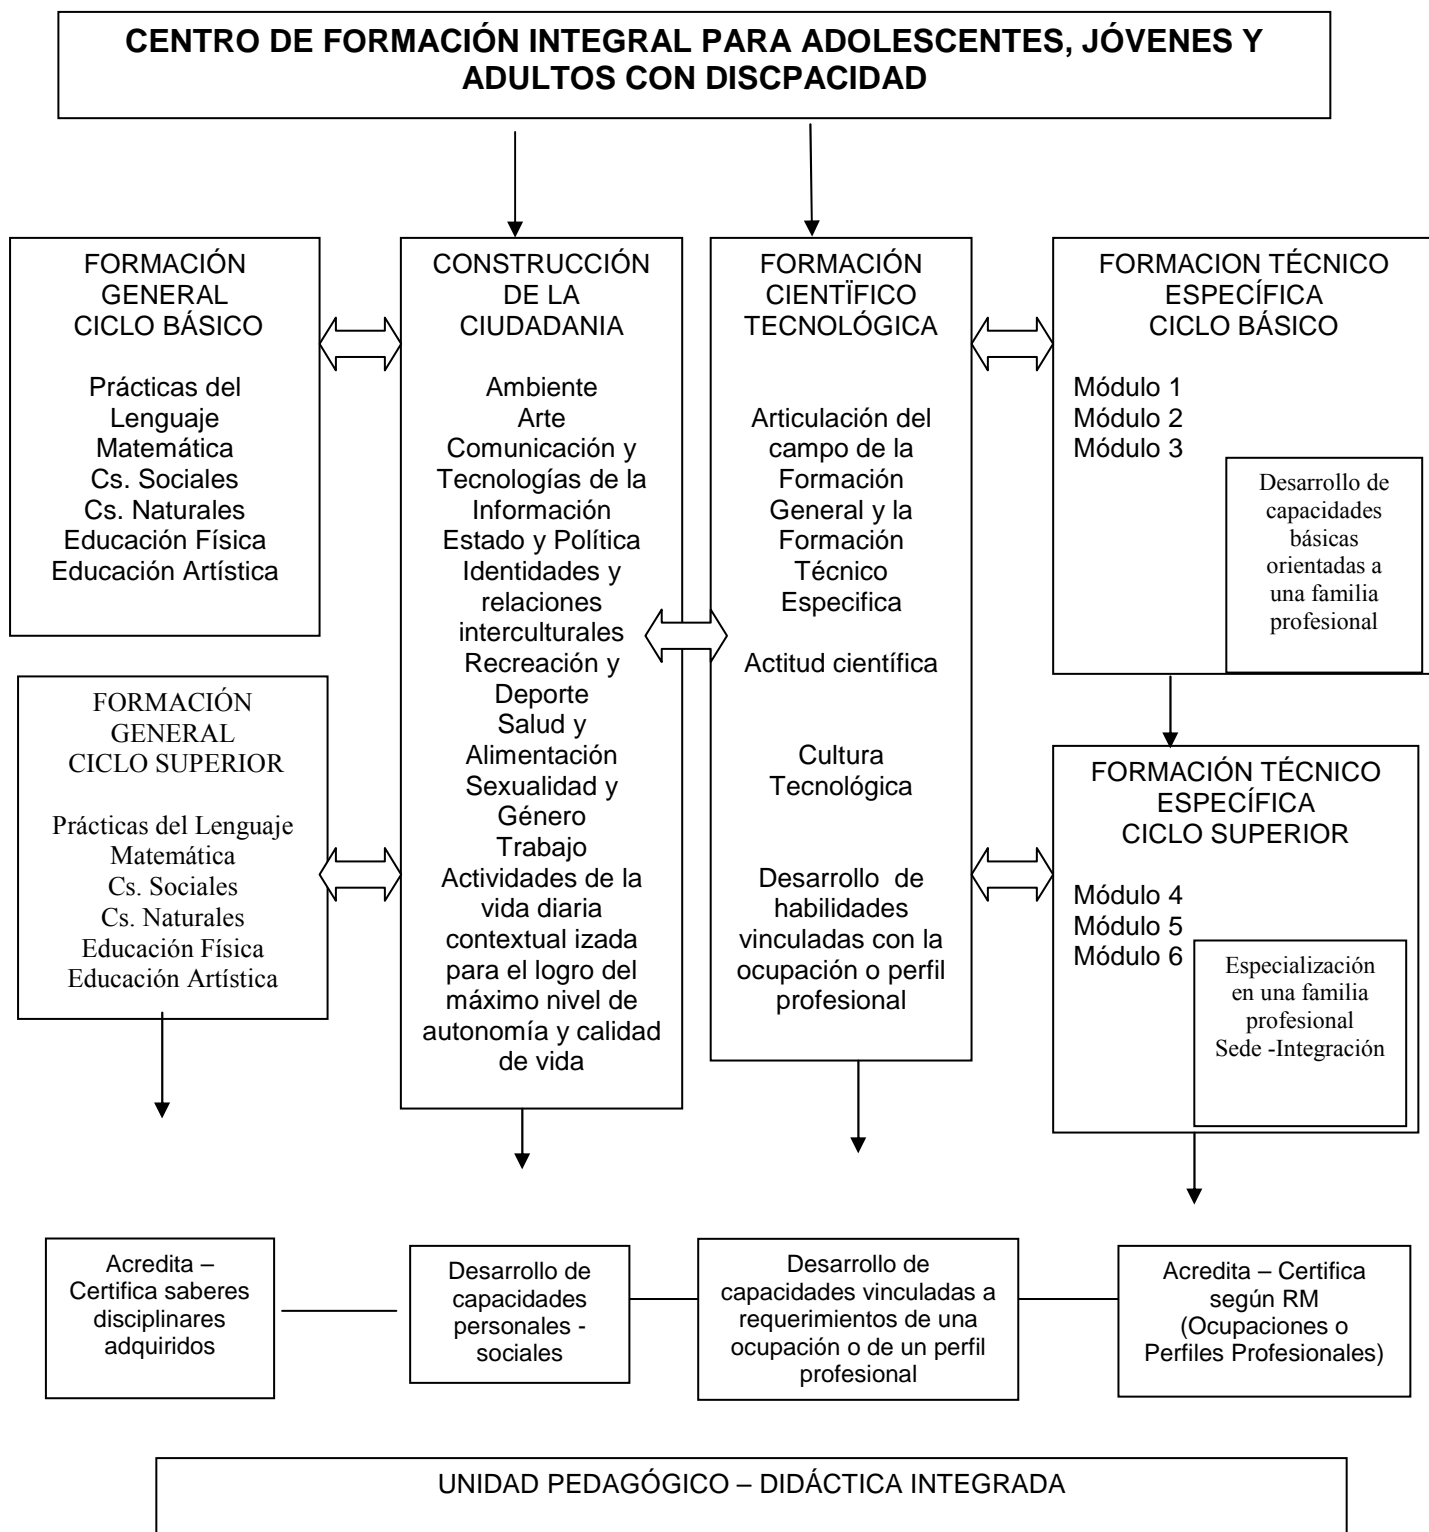 CENTRO DE FORMACIÓN INTEGRAL PARA ADOLESCENTES, JÓVENES Y
ADULTOS CON DISCPACIDAD
FORMACIÓN
GENERAL
CICLO BÁSICO
Prácticas del
Lenguaje
Matemática
Cs. Sociales
Cs. Naturales
Educación Física
Educación Artística
FORMACIÓN
GENERAL
CICLO SUPERIOR
Prácticas del Lenguaje
Matemática
Cs. Sociales
Cs. Naturales
Educación Física
Educación Artística
CONSTRUCCIÓN
DE LA
CIUDADANIA
Ambiente
Arte
Comunicación y
Tecnologías de la
Información
Estado y Política
Identidades y
relaciones
interculturales
Recreación y
Deporte
Salud y
Alimentación
Sexualidad y
Género
Trabajo
Actividades de la
vida diaria
contextual izada
para el logro del
máximo nivel de
autonomía y calidad
de vida
FORMACIÓN
CIENTÏFICO
TECNOLÓGICA
Articulación del
campo de la
Formación
General y la
Formación
Técnico
Especifica
Actitud científica
Cultura
Tecnológica
Desarrollo  de
habilidades
vinculadas con la
ocupación o perfil
profesional
FORMACION TÉCNICO
ESPECÍFICA
CICLO BÁSICO
Módulo 1
Módulo 2
Módulo 3
Desarrollo de
capacidades
básicas
orientadas a
una familia
profesional
FORMACIÓN TÉCNICO
ESPECÍFICA
CICLO SUPERIOR
Módulo 4
Módulo 5
Módulo 6
Especialización
en una familia
profesional
Sede -Integración
Acredita –
Certifica saberes
disciplinares
adquiridos
Desarrollo de
capacidades
personales -
sociales
Desarrollo de
capacidades vinculadas a
requerimientos de una
ocupación o de un perfil
profesional
Acredita – Certifica
según RM
(Ocupaciones o
Perfiles Profesionales)
UNIDAD PEDAGÓGICO – DIDÁCTICA INTEGRADA